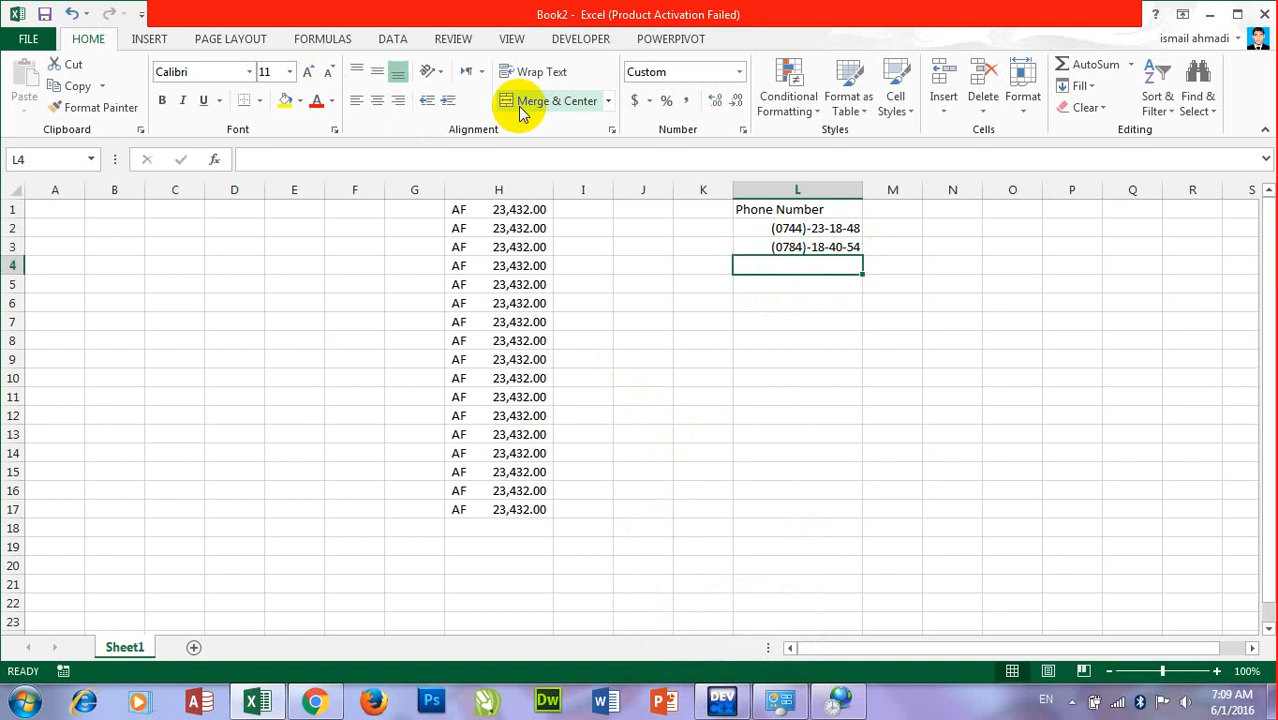 Book2 - Excel (Product Activation Failed)
?
FILE HOME INSERT PAGE LAYOUT FORMULAS DATA REVIEW VIEW DEVELOPER POWERPIVOT ismail ahmadi
Cut
Copy
Format Painter
Paste
Clipboard
Calibri 11
B I U
Font
Wrap Text
Merge & Center
Alignment
Custom
$ % ,
Number
Conditional Formatting
Format as Table
Cell Styles
Styles
Insert
Delete
Format
Cells
AutoSum
Fill
Clear
Sort & Filter
Find & Select
Editing
L4 fx
A B C D E F G H I J K L M N O P Q R S
1 AF 23,432.00 Phone Number
2 AF 23,432.00 (0744)-23-18-48
3 AF 23,432.00 (0784)-18-40-54
4 AF 23,432.00
5 AF 23,432.00
6 AF 23,432.00
7 AF 23,432.00
8 AF 23,432.00
9 AF 23,432.00
10 AF 23,432.00
11 AF 23,432.00
12 AF 23,432.00
13 AF 23,432.00
14 AF 23,432.00
15 AF 23,432.00
16 AF 23,432.00
17 AF 23,432.00
18
19
20
21
22
23
Sheet1
READY 100%
Ps Dw DEV C++ EN 7:09 AM
6/1/2016